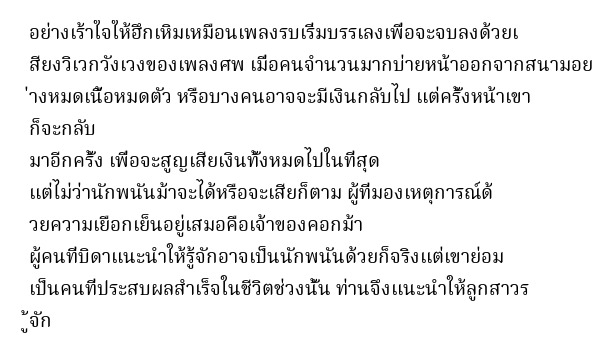 อย่างเร้าใจให้ฮึกเหิมเหมือนเพลงรบเริ่มบรรเลงเพื่อจะจบลงด้วยเ
สียงวิเวกวังเวงของเพลงศพ เมื่อคนจำนวนมากบ่ายหน้าออกจากสนามอย
่างหมดเนื้อหมดตัว หรือบางคนอาจจะมีเงินกลับไป แต่ครั้งหน้าเขา
ก็จะกลับ
มาอีกครั้ง เพื่อจะสูญเสียเงินทั้งหมดไปในที่สุด
แต่ไม่ว่านักพนันม้าจะได้หรือจะเสียก็ตาม ผู้ที่มองเหตุการณ์ด้
วยความเยือกเย็นอยู่เสมอคือเจ้าของคอกม้า
ผู้คนที่บิดาแนะนำให้รู้จักอาจเป็นนักพนันด้วยก็จริงแต่เขาย่อม
เป็นคนที่ประสบผลสำเร็จในชีวิตช่วงนั้น ท่านจึงแนะนำให้ลูกสาวร
ู้จัก